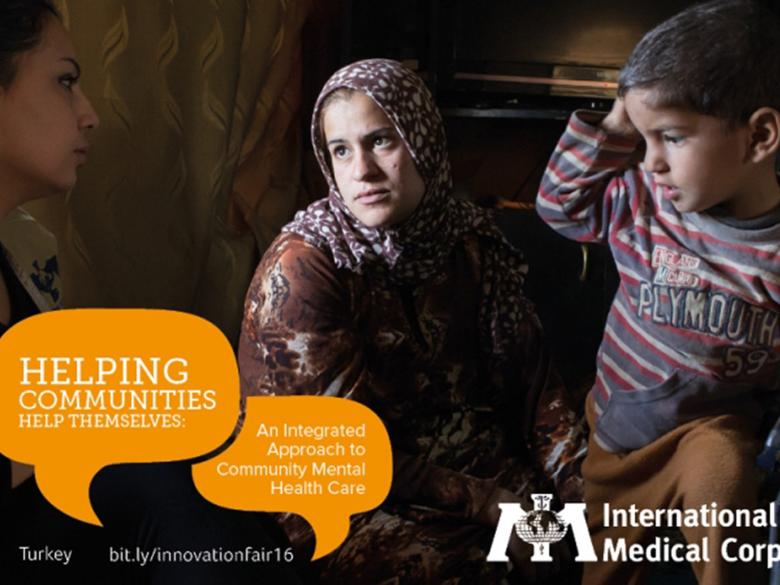 HELPING
COMMUNITIES
HELP THEMSELVES:
An Integrated
Approach to
Community Mental
Health Care
PLYMOUTH
59
Turkey
bit.ly/innovationfair16
International
Medical Corp